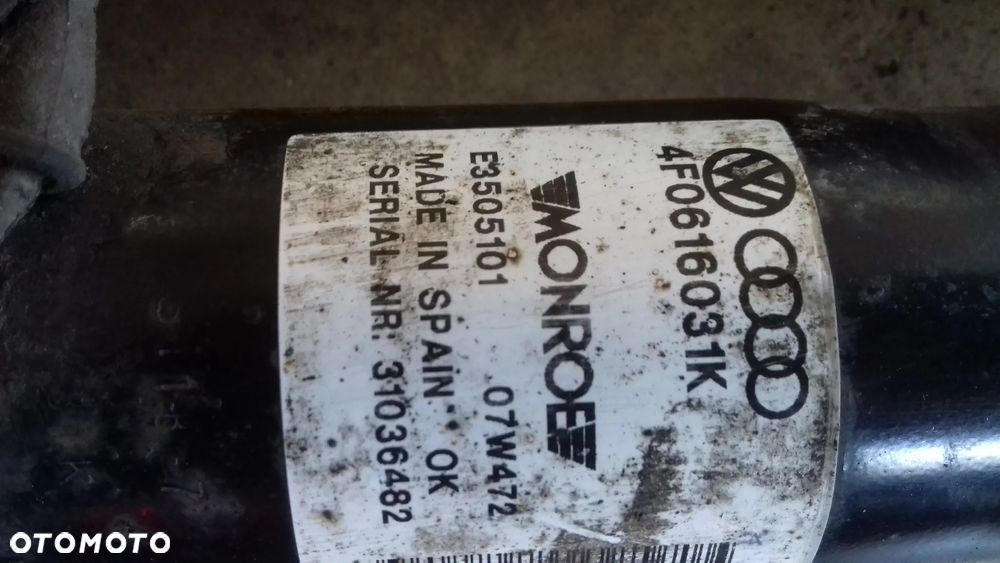 4F0616031K
MONROE
E3505101 07W472
MADE IN SPAIN. OK
SERIAL NR: 31036482
OTOMOTO